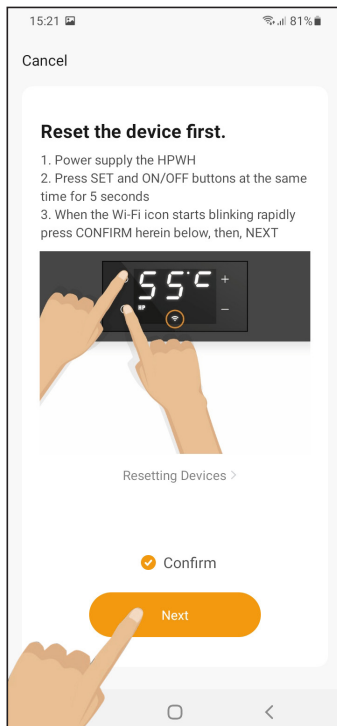 15:21 81%
Cancel
Reset the device first.
1. Power supply the HPWH
2. Press SET and ON/OFF buttons at the same
time for 5 seconds
3. When the Wi-Fi icon starts blinking rapidly
press CONFIRM herein below, then, NEXT
55°C +
HP −
Resetting Devices >
Confirm
Next